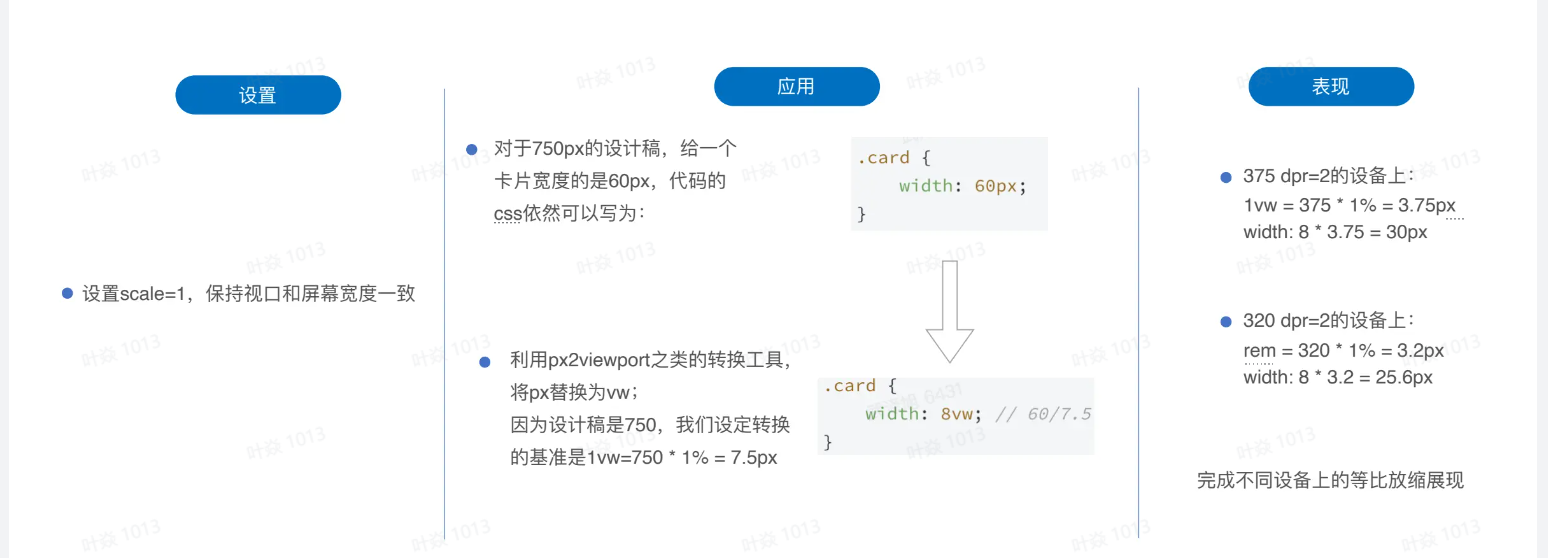 设置
设置scale=1，保持视口和屏幕宽度一致
应用
对于750px的设计稿，给一个
卡片宽度的是60px，代码的
css依然可以写为：
.card {
width: 60px;
}
利用px2viewport之类的转换工具，
将px替换为vw；
因为设计稿是750，我们设定转换
的基准是1vw=750 * 1% = 7.5px
.card {
width: 8vw; // 60/7.5
}
表现
375 dpr=2的设备上：
1vw = 375 * 1% = 3.75px
width: 8 * 3.75 = 30px
320 dpr=2的设备上：
rem = 320 * 1% = 3.2px
width: 8 * 3.2 = 25.6px
完成不同设备上的等比放缩展现
叶焱 1013